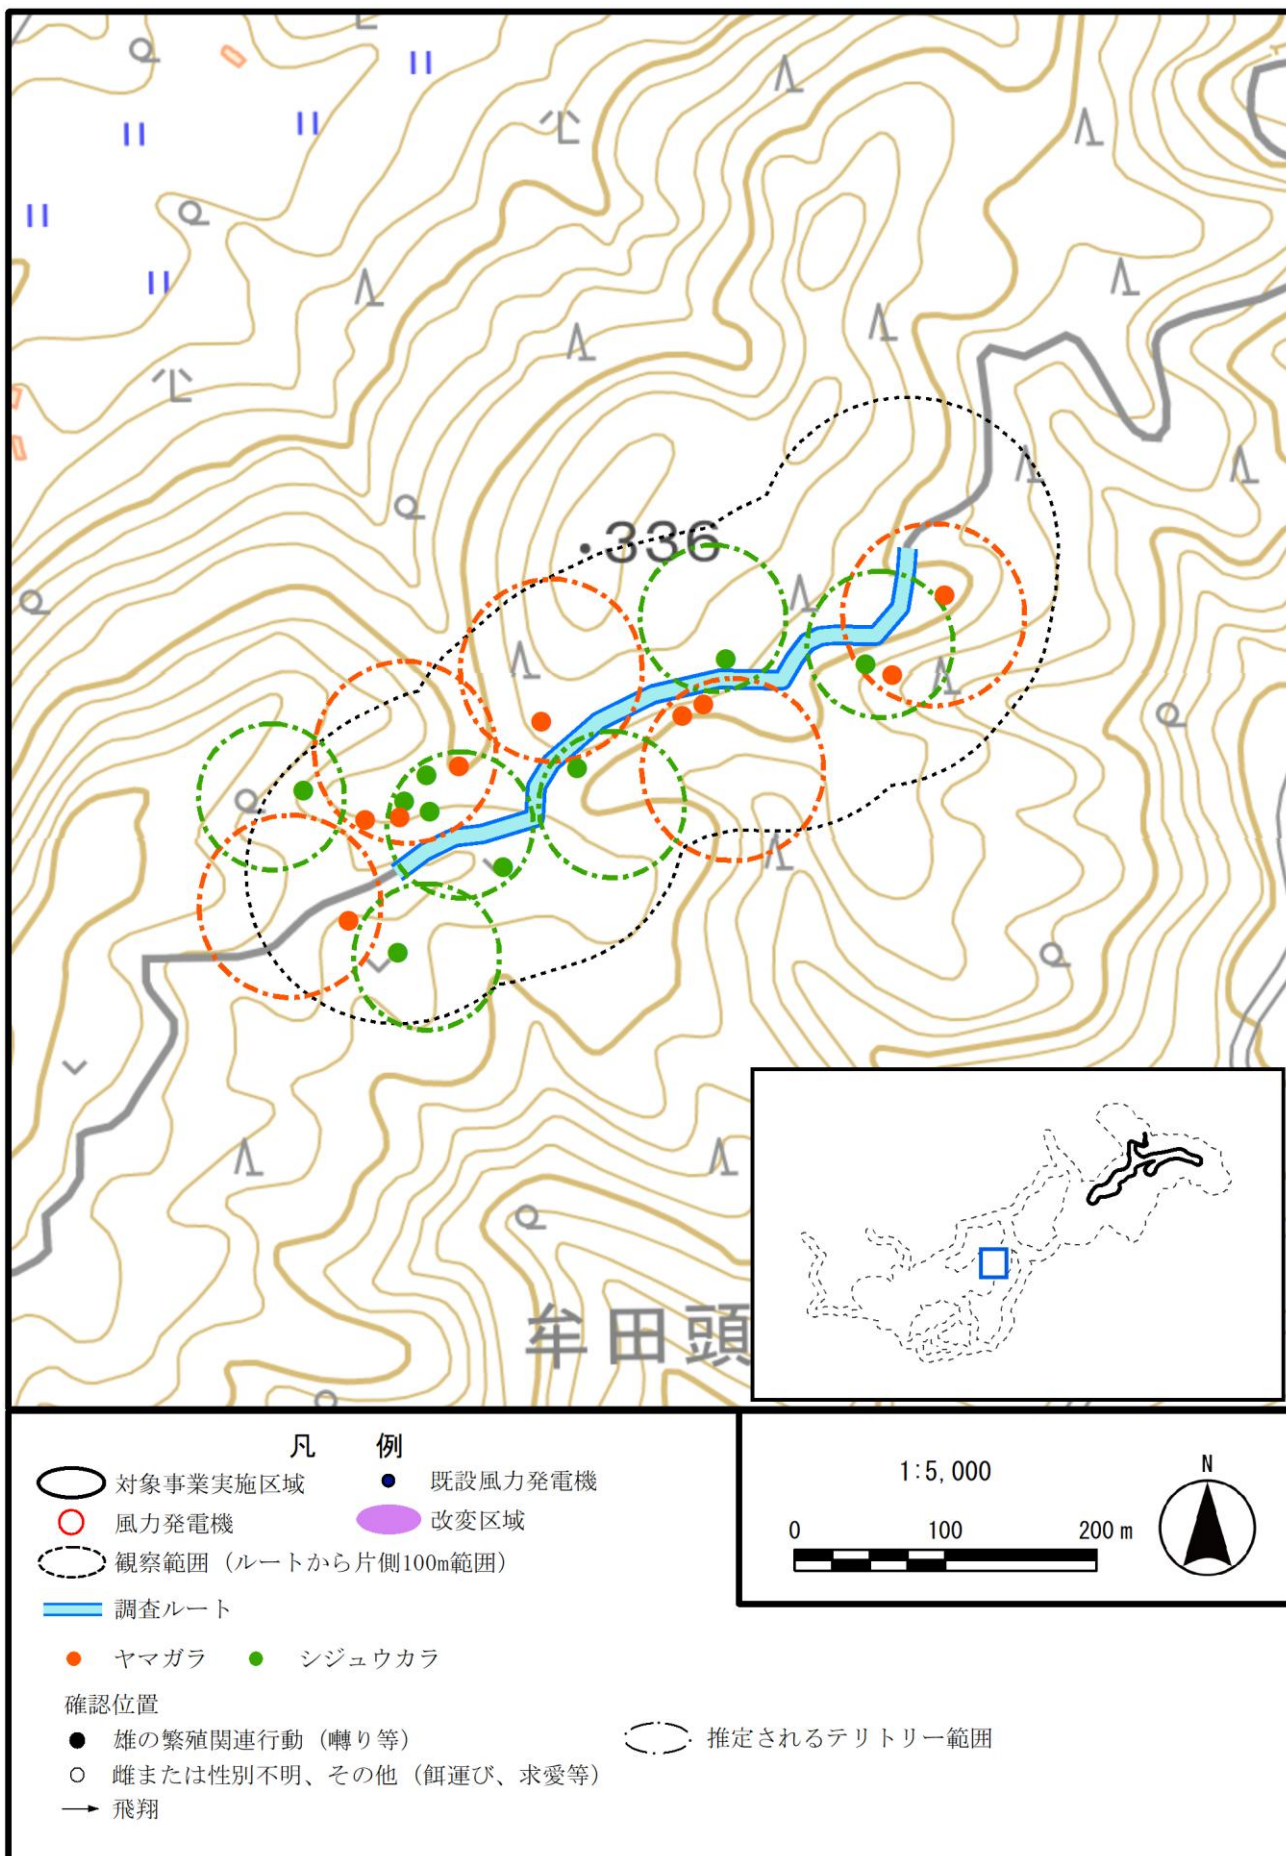 ・336
牟田頭
凡　例
対象事業実施区域
既設風力発電機
風力発電機
改変区域
観察範囲（ルートから片側100m範囲）
調査ルート
ヤマガラ
シジュウカラ
確認位置
雄の繁殖関連行動（囀り等）
推定されるテリトリー範囲
雌または性別不明、その他（餌運び、求愛等）
飛翔
1:5,000
0 100 200 m
N